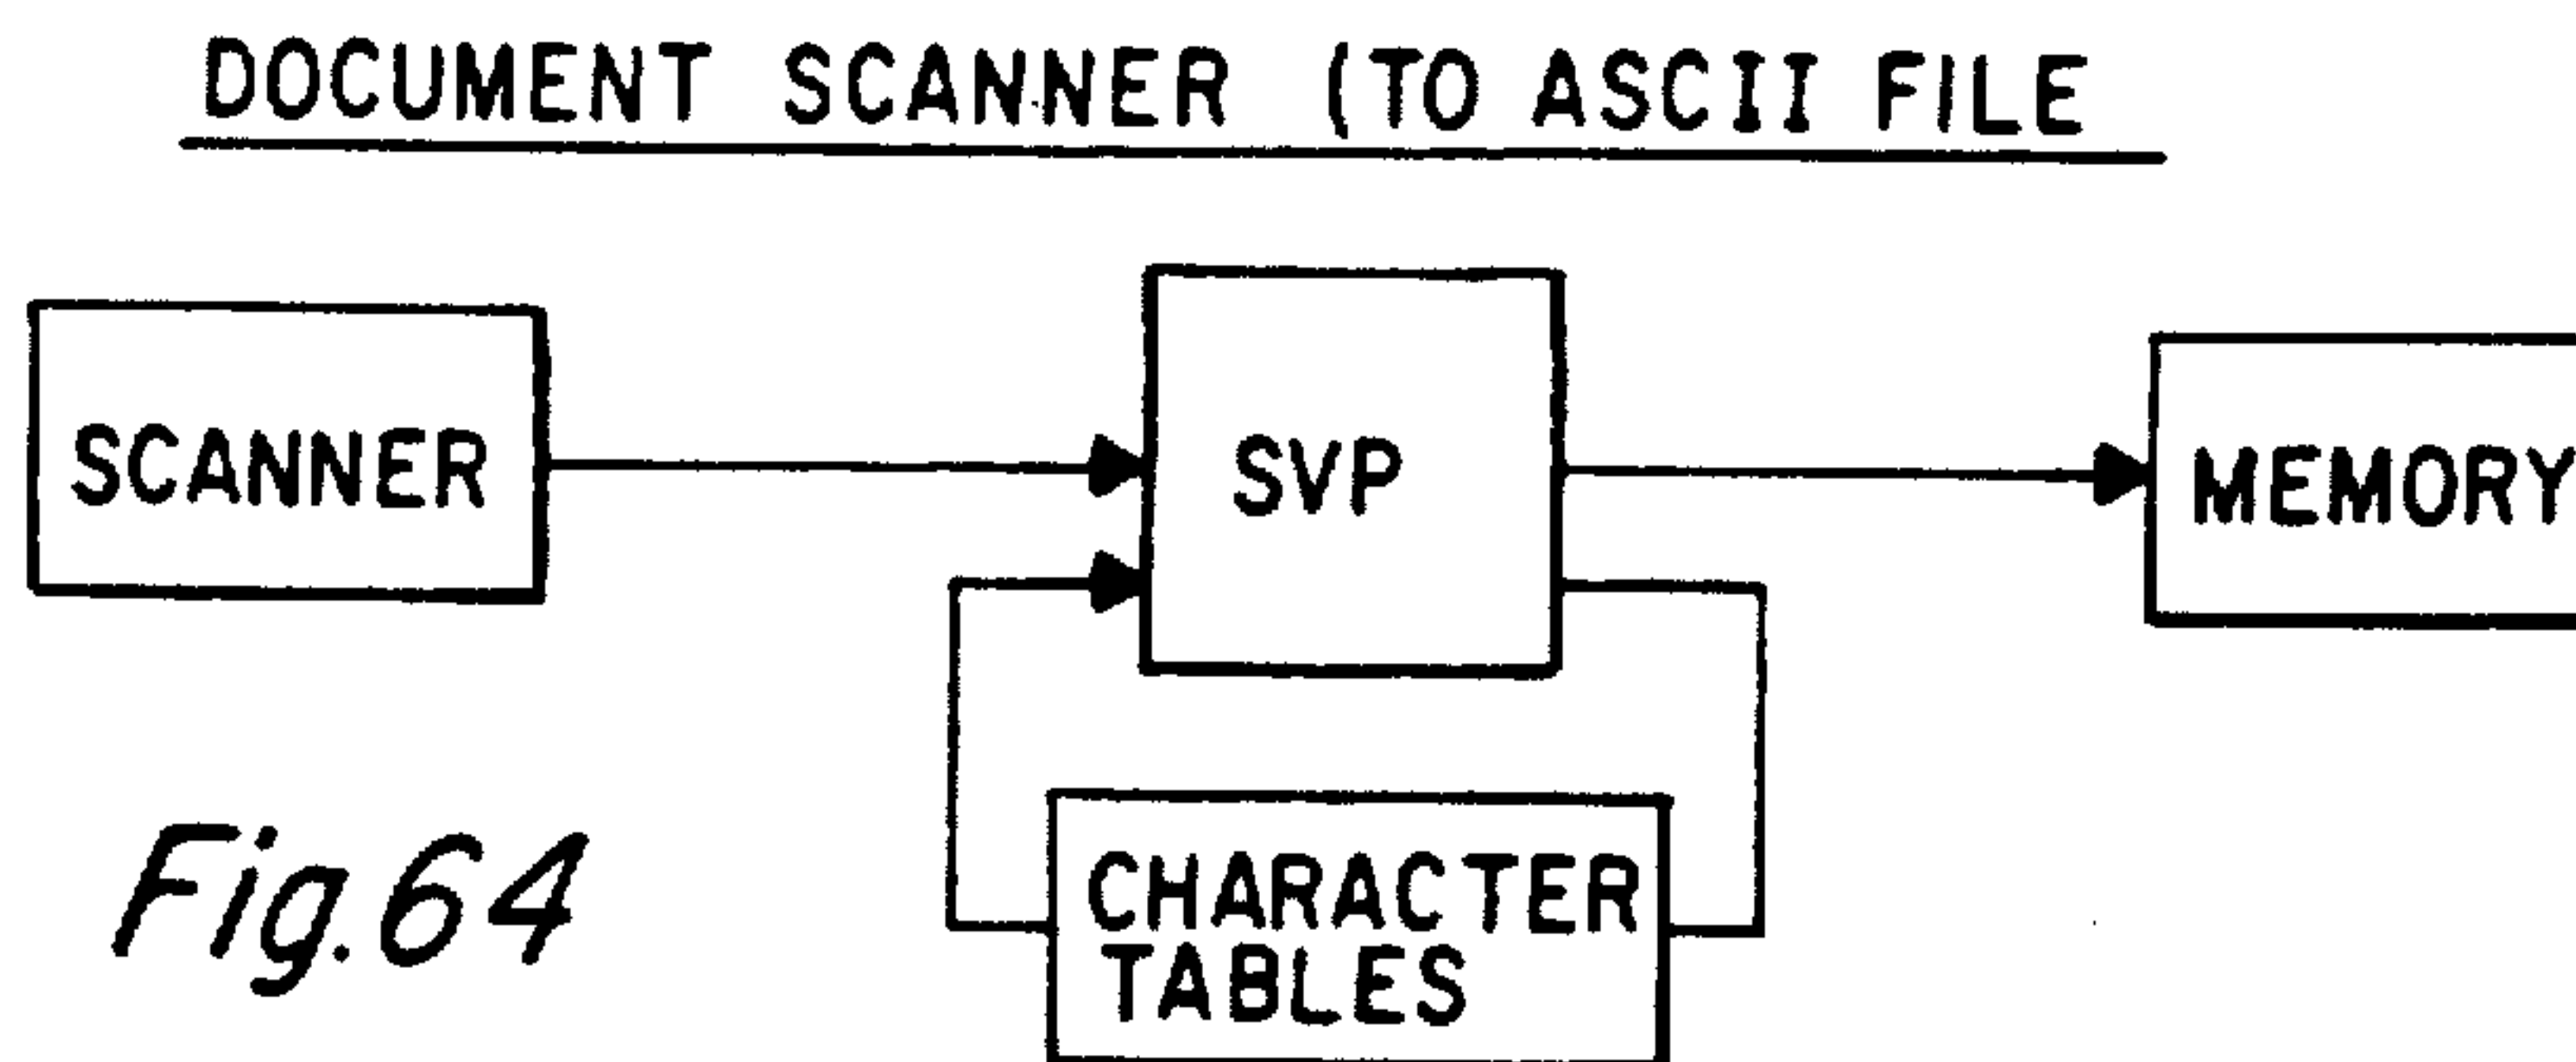 DOCUMENT SCANNER (TO ASCII FILE
SCANNER
SVP
MEMORY
CHARACTER
TABLES
Fig. 64